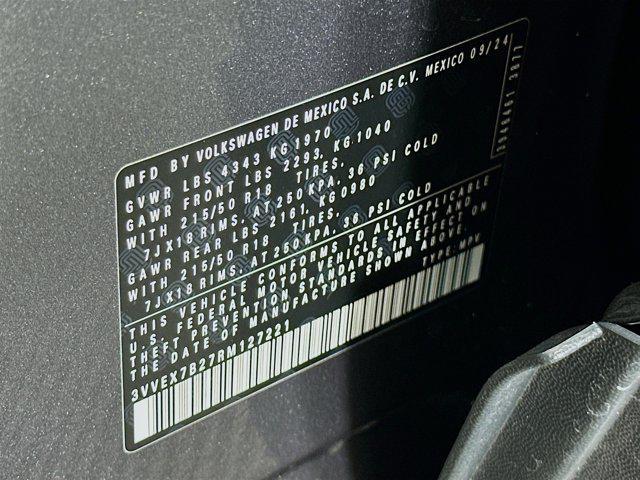 MFD BY VOLKSWAGEN DE MEXICO S.A. DE C.V. MEXICO 09/24
GVWR LBS 4343 KG 1970
GAWR FRONT LBS 2293, KG.1040
WITH 215/50 R18 TIRES,
7JX18 RIMS, AT 250 KPA, 36 PSI COLD
GAWR REAR LBS 2161, KG 0980
WITH 215/50 R18 TIRES,
7JX18 RIMS, AT 250 KPA, 36 PSI COLD
THIS VEHICLE CONFORMS TO ALL APPLICABLE
U.S. FEDERAL MOTOR VEHICLE SAFETY AND
THEFT PREVENTION STANDARDS IN EFFECT ON
THE DATE OF MANUFACTURE SHOWN ABOVE.
3VVEX7B27RM127221 TYPE: MPV